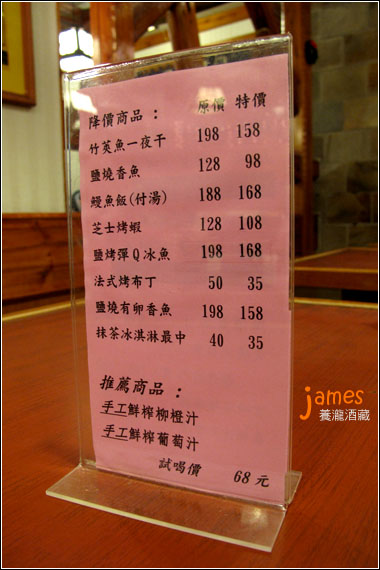 降價商品： 原價 特價
竹莢魚一夜干 198 158
鹽燒香魚 128 98
鰻魚飯(付湯) 188 168
芝士烤蝦 128 108
鹽烤彈Q冰魚 198 168
法式烤布丁 50 35
鹽燒有卵香魚 198 158
抹茶冰淇淋最中 40 35
推薦商品：
手工鮮榨柳橙汁
手工鮮榨葡萄汁
試喝價 68元
james
養瀧酒藏